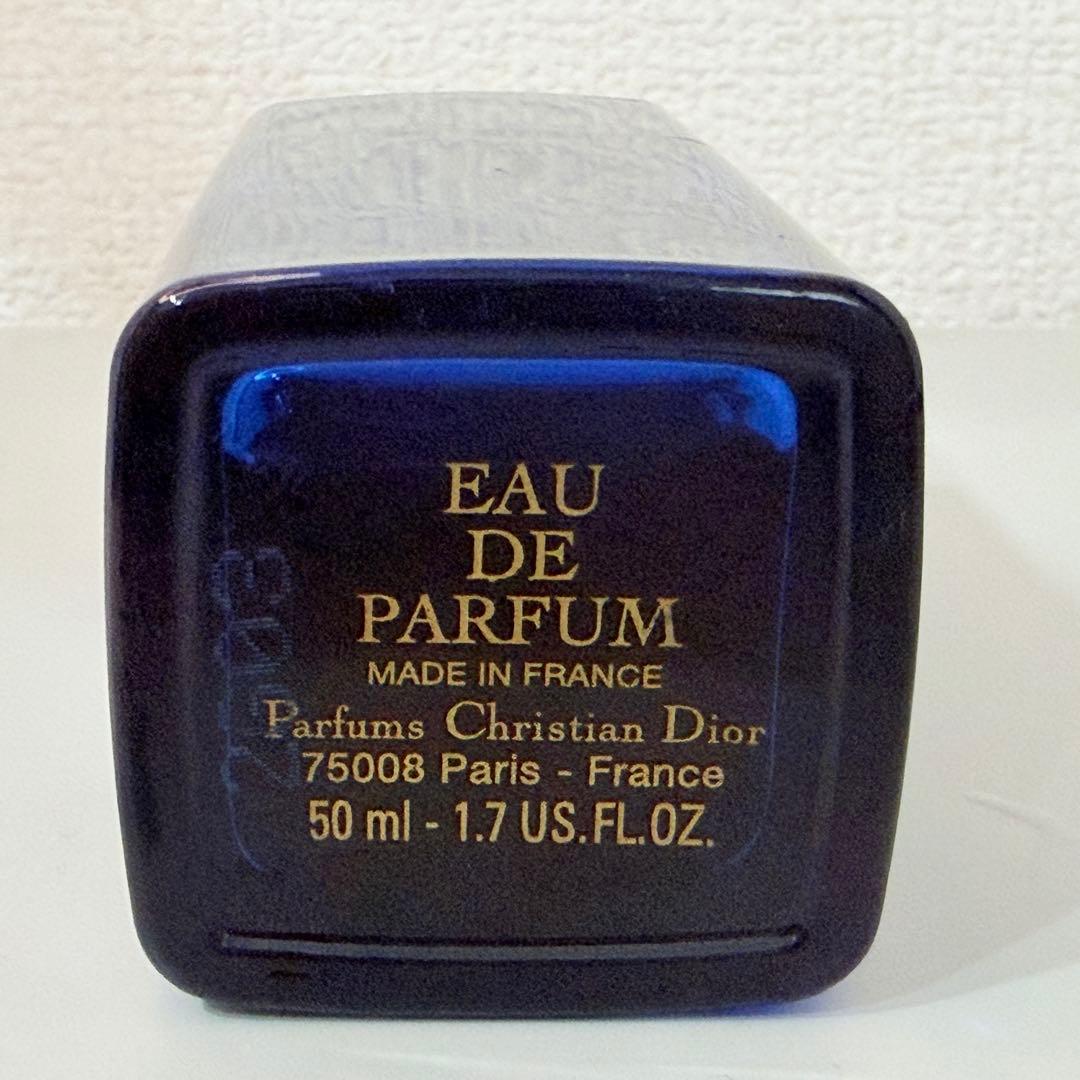 EAU
DE
PARFUM
MADE IN FRANCE
Parfums Christian Dior
75008 Paris - France
50 ml - 1.7 US.FL.OZ.